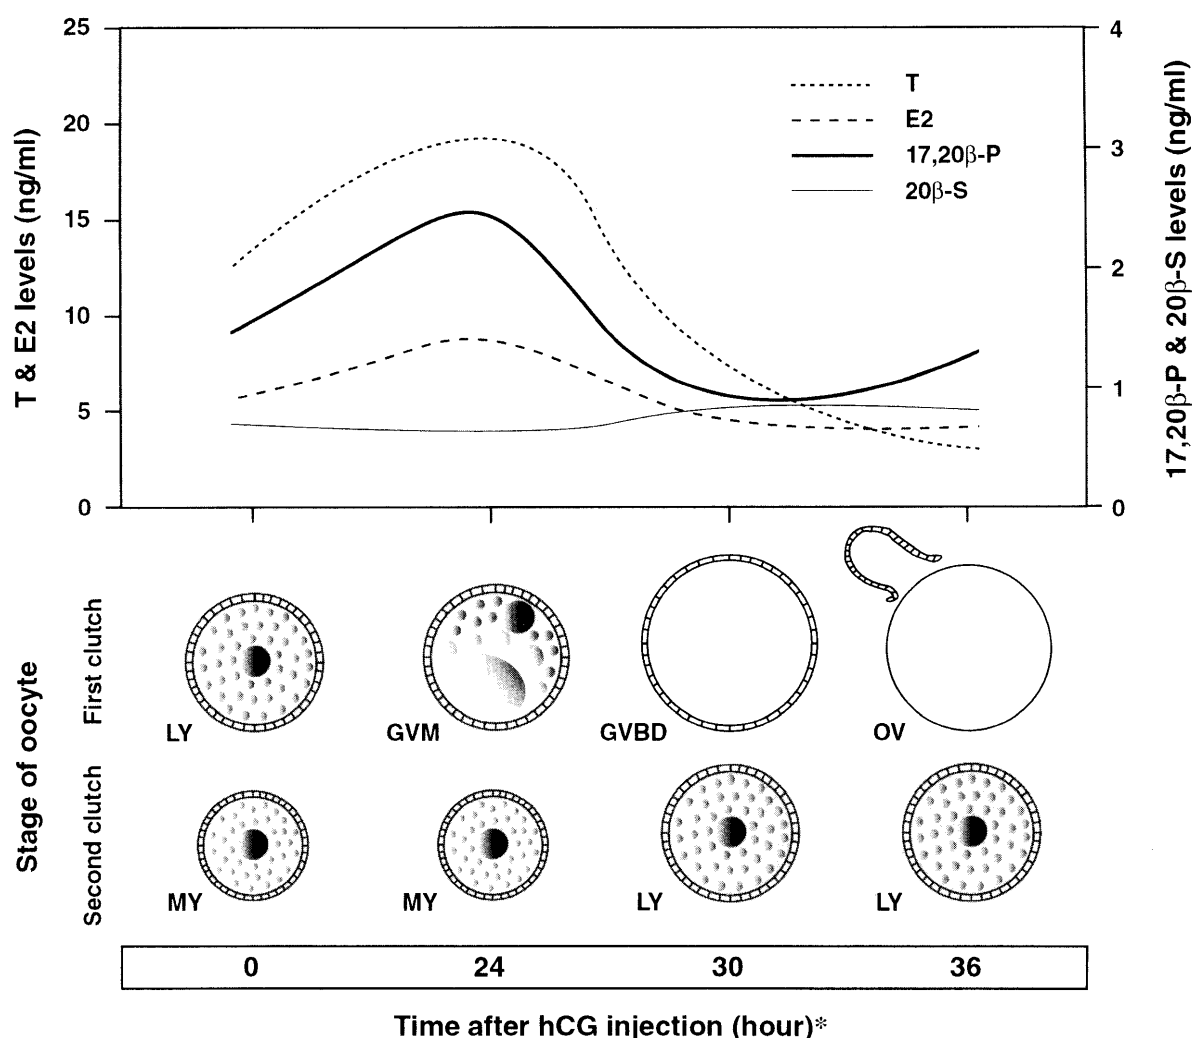 25
20
15
10
5
0
T & E2 levels (ng/ml)
4
3
2
1
0
17,20β-P & 20β-S levels (ng/ml)
T
E2
17,20β-P
20β-S
Stage of oocyte
First clutch
LY
GVM
GVBD
OV
Second clutch
MY
MY
LY
LY
0 24 30 36
Time after hCG injection (hour)*